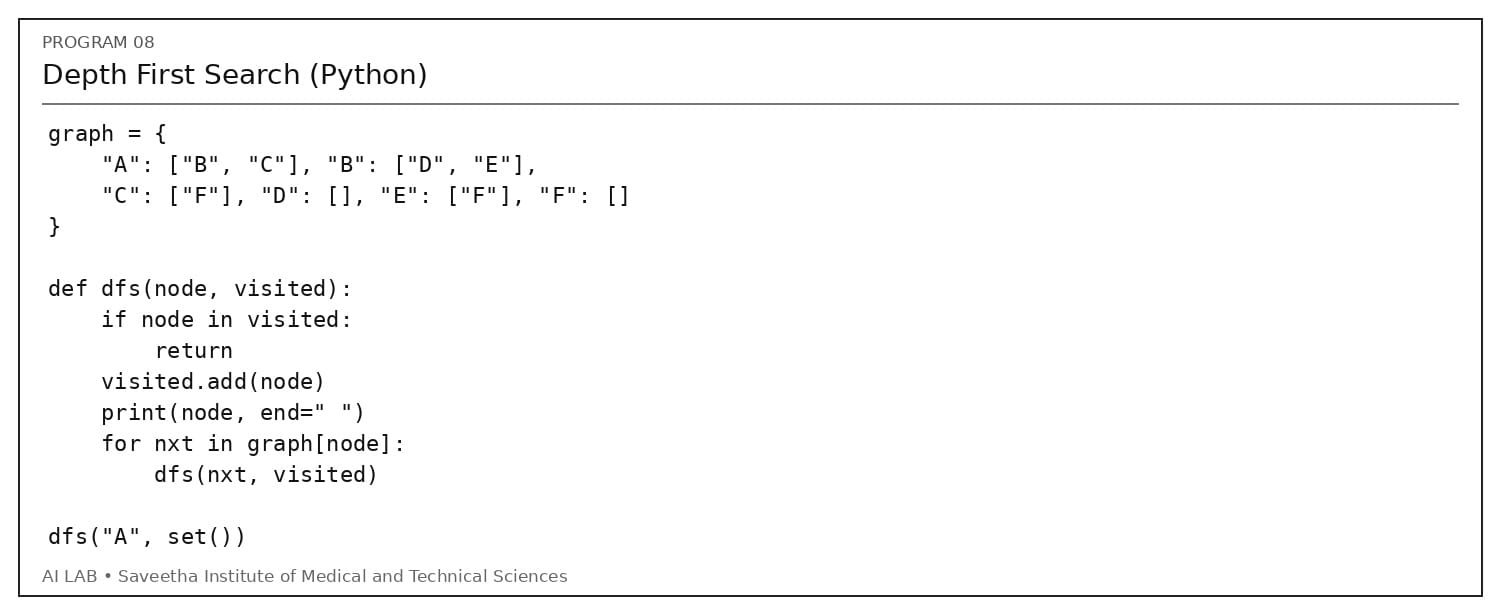 PROGRAM 08
Depth First Search (Python)
graph = {
    "A": ["B", "C"], "B": ["D", "E"],
    "C": ["F"], "D": [], "E": ["F"], "F": []
}

def dfs(node, visited):
    if node in visited:
        return
    visited.add(node)
    print(node, end=" ")
    for nxt in graph[node]:
        dfs(nxt, visited)

dfs("A", set())
AI LAB • Saveetha Institute of Medical and Technical Sciences